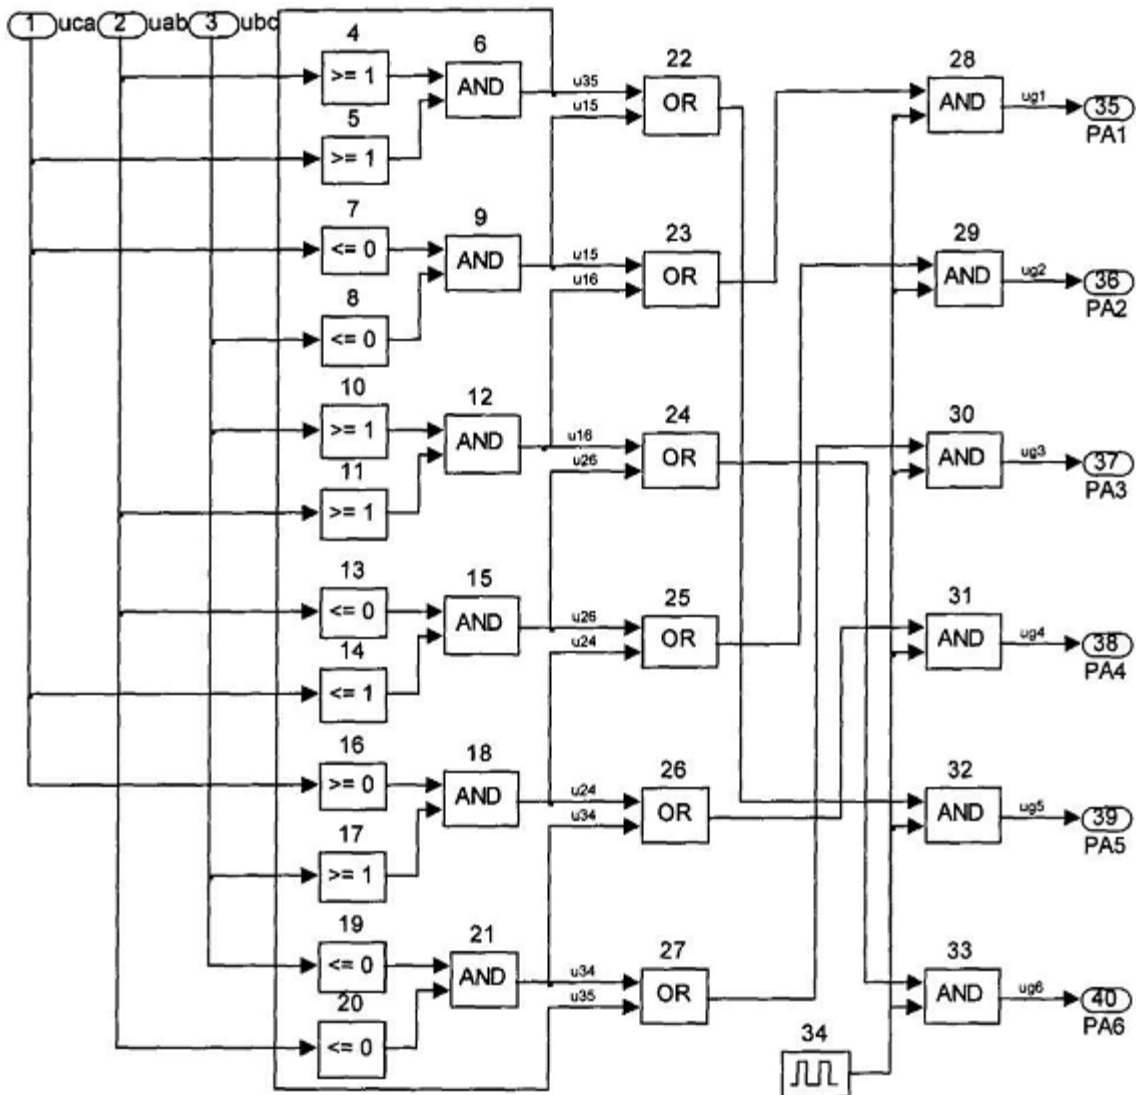 1 uca 2 uab 3 ubc
4 6 22 28
>= 1 AND u35 OR AND ug1 35
5 u15 PA1
>= 1
7 9 23 29
<= 0 AND u15 OR AND ug2 36
8 u16 PA2
<= 0
10 12 24 30
>= 1 AND u16 OR AND ug3 37
11 u26 PA3
>= 1
13 15 25 31
<= 0 AND u26 OR AND ug4 38
14 u24 PA4
<= 1
16 18 26 32
>= 0 AND u24 OR AND ug5 39
17 u34 PA5
>= 1
19 21 27 33
<= 0 AND u34 OR AND ug6 40
20 u35 PA6
<= 0 34